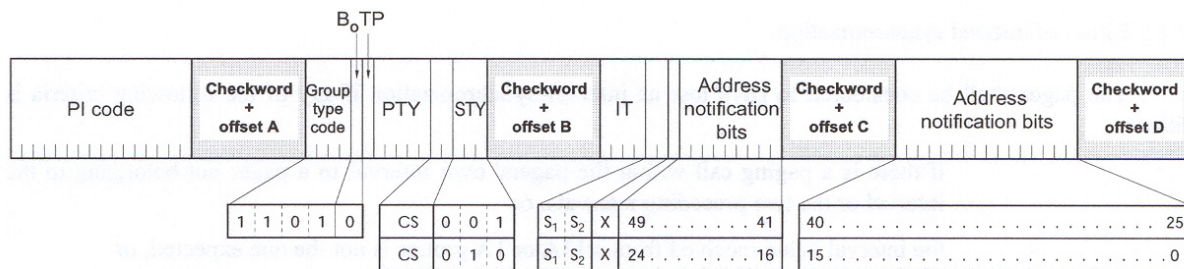 B₀TP
PI code
Checkword + offset A
Group type code
PTY
STY
Checkword + offset B
IT
Address notification bits
Checkword + offset C
Address notification bits
Checkword + offset D
1 1 0 1 0
CS 0 0 1
S₁ S₂ X 49 . . . . . . . . . . . 41
40 . . . . . . . . . . . . . . . . . . . . . . . . . . . . 25
CS 0 1 0
S₁ S₂ X 24 . . . . . . . . . . . 16
15 . . . . . . . . . . . . . . . . . . . . . . . . . . . . 0